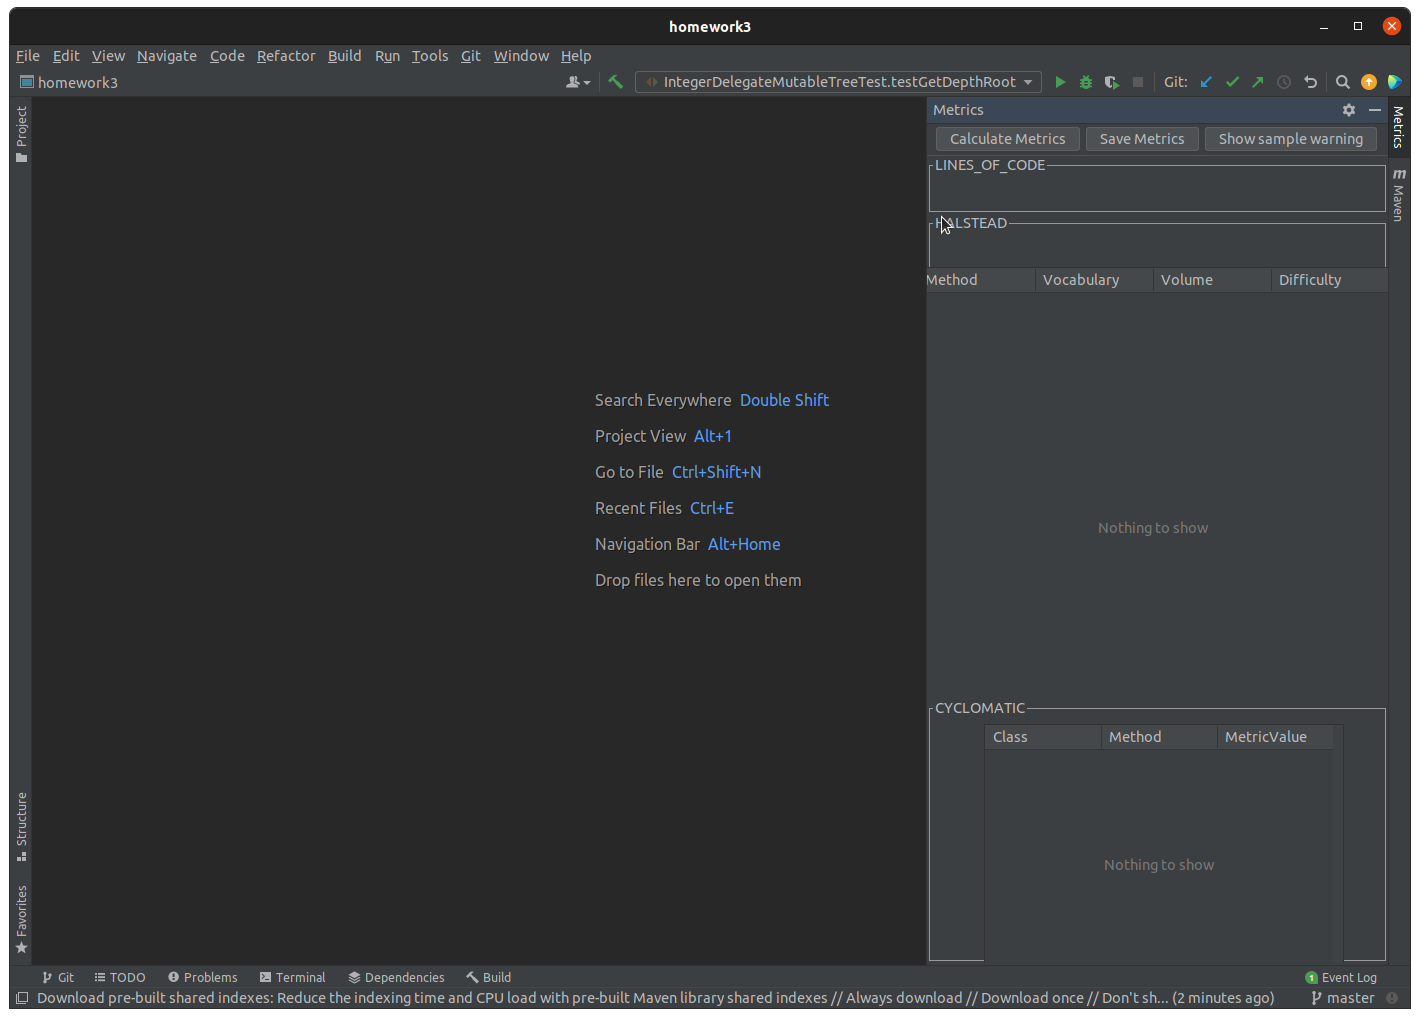 homework3
File Edit View Navigate Code Refactor Build Run Tools Git Window Help
homework3
IntegerDelegateMutableTreeTest.testGetDepthRoot
Git:
Project
Metrics
Metrics
Calculate Metrics Save Metrics Show sample warning
LINES_OF_CODE
Maven
HALSTEAD
Method Vocabulary Volume Difficulty
Nothing to show
Search Everywhere Double Shift
Project View Alt+1
Go to File Ctrl+Shift+N
Recent Files Ctrl+E
Navigation Bar Alt+Home
Drop files here to open them
CYCLOMATIC
Class Method MetricValue
Nothing to show
Structure
Favorites
Git TODO Problems Terminal Dependencies Build
1 Event Log
Download pre-built shared indexes: Reduce the indexing time and CPU load with pre-built Maven library shared indexes // Always download // Download once // Don't sh... (2 minutes ago)
master